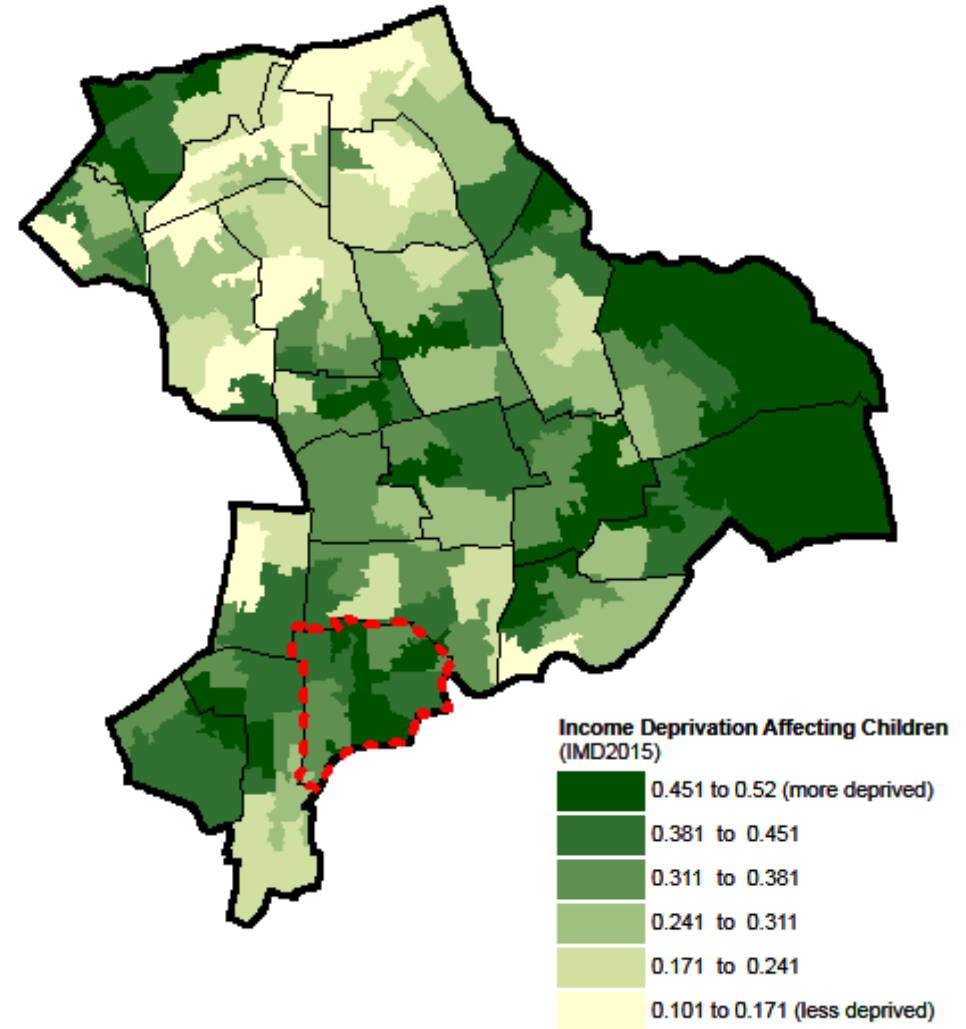 Income Deprivation Affecting Children
(IMD2015)
0.451 to 0.52 (more deprived)
0.381 to 0.451
0.311 to 0.381
0.241 to 0.311
0.171 to 0.241
0.101 to 0.171 (less deprived)